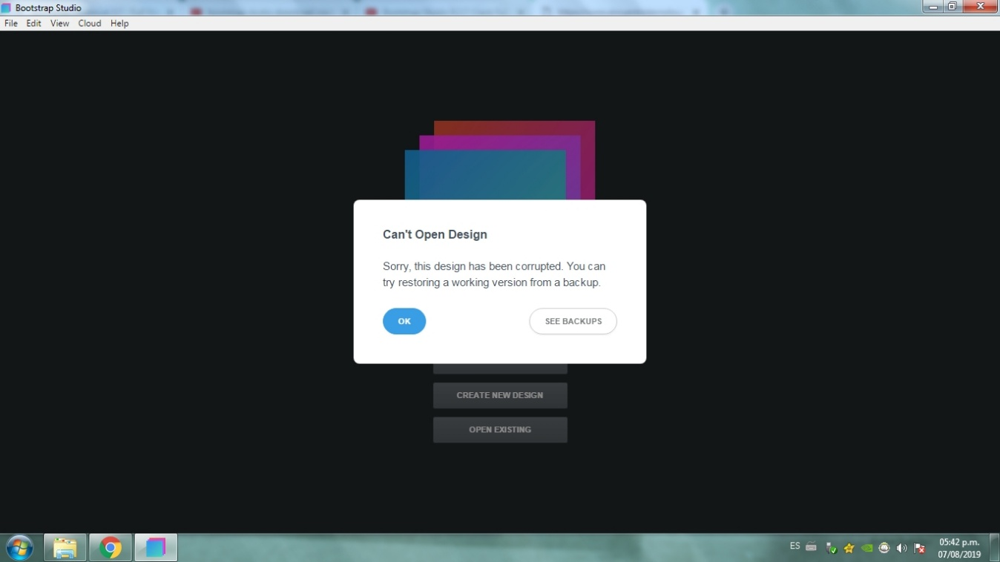 Bootstrap Studio
File Edit View Cloud Help
Can't Open Design
Sorry, this design has been corrupted. You can
try restoring a working version from a backup.
OK SEE BACKUPS
CREATE NEW DESIGN
OPEN EXISTING
ES
05:42 p.m.
07/08/2019